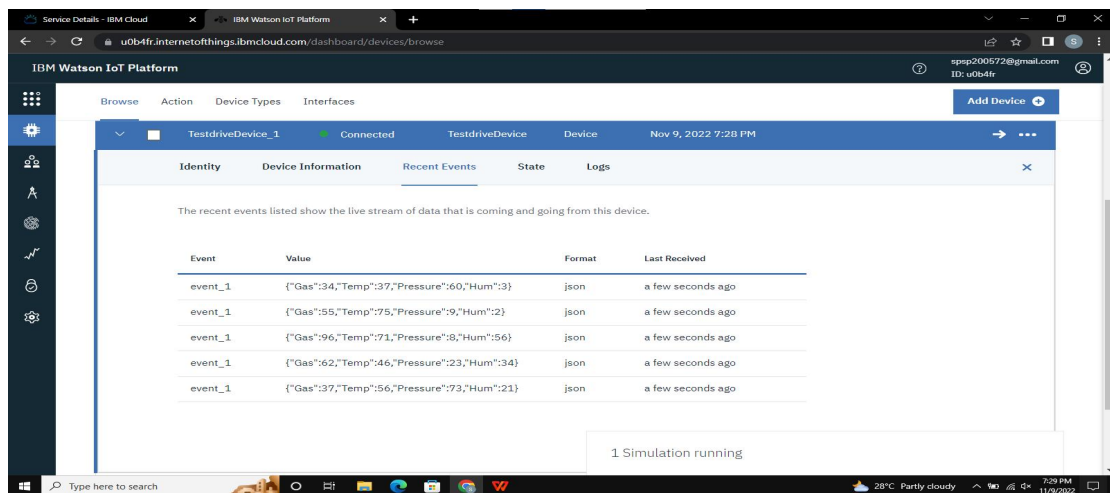 Service Details - IBM Cloud
IBM Watson IoT Platform
u0b4fr.internetofthings.ibmcloud.com/dashboard/devices/browse
S
IBM Watson IoT Platform
spsp200572@gmail.com
ID: u0b4fr
Browse Action Device Types Interfaces
Add Device
TestdriveDevice_1 Connected TestdriveDevice Device Nov 9, 2022 7:28 PM
Identity Device Information Recent Events State Logs
The recent events listed show the live stream of data that is coming and going from this device.
Event Value Format Last Received
event_1 {"Gas":34,"Temp":37,"Pressure":60,"Hum":3} json a few seconds ago
event_1 {"Gas":55,"Temp":75,"Pressure":9,"Hum":2} json a few seconds ago
event_1 {"Gas":96,"Temp":71,"Pressure":8,"Hum":56} json a few seconds ago
event_1 {"Gas":62,"Temp":46,"Pressure":23,"Hum":34} json a few seconds ago
event_1 {"Gas":37,"Temp":56,"Pressure":73,"Hum":21} json a few seconds ago
1 Simulation running
Type here to search
28°C Partly cloudy
7:29 PM
11/9/2022